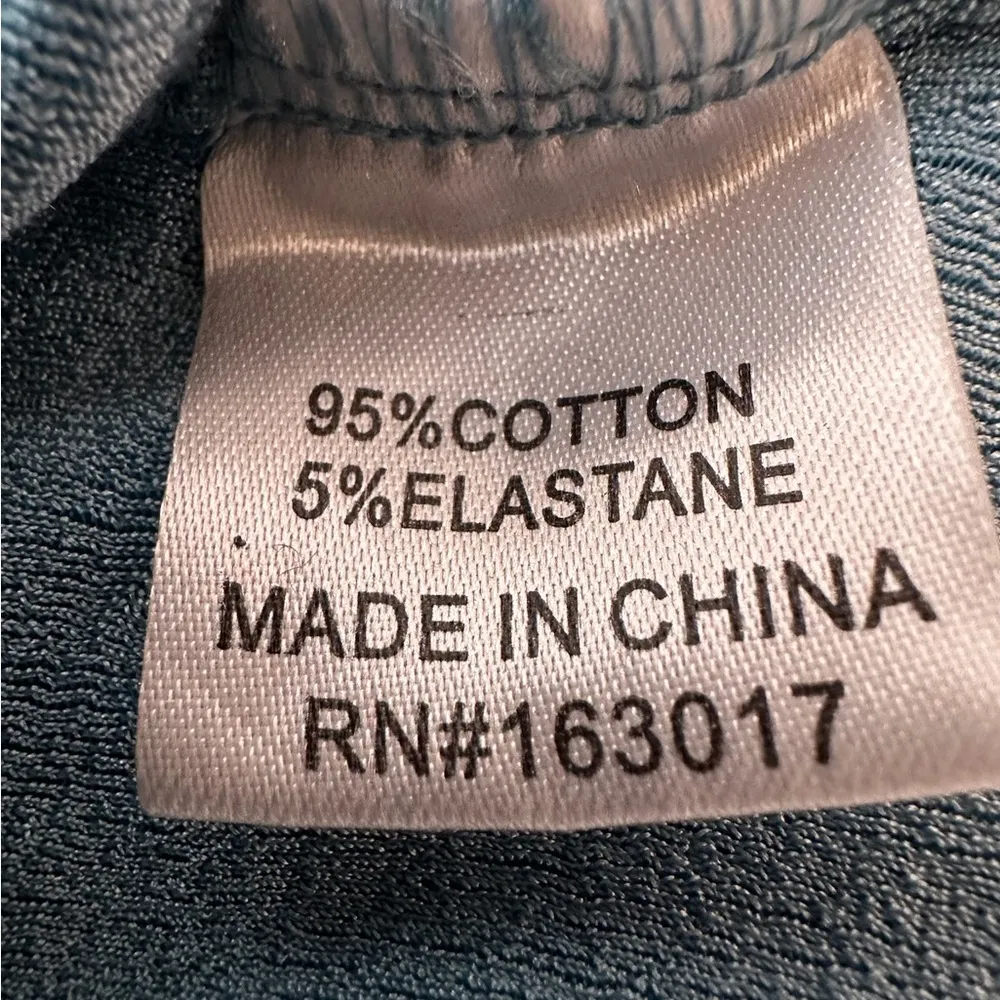 95%COTTON
5%ELASTANE
MADE IN CHINA
RN#163017